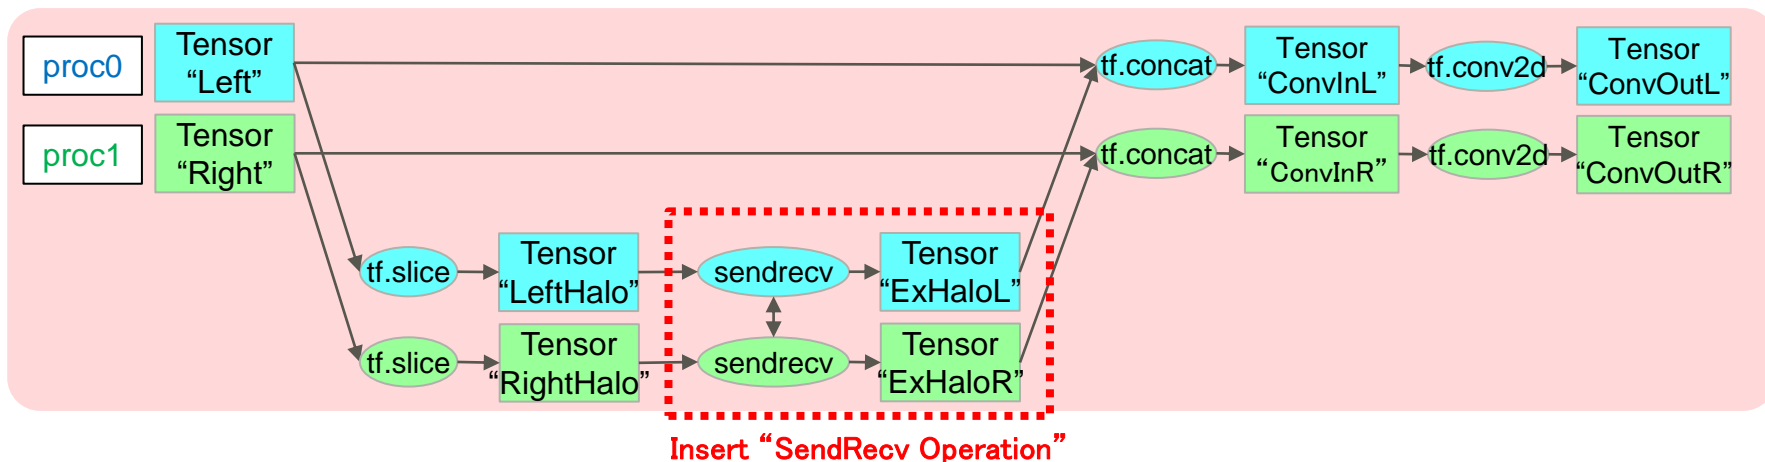 proc0
Tensor
“Left”
tf.concat
Tensor
“ConvInL”
tf.conv2d
Tensor
“ConvOutL”
proc1
Tensor
“Right”
tf.concat
Tensor
“ConvInR”
tf.conv2d
Tensor
“ConvOutR”
tf.slice
Tensor
“LeftHalo”
sendrecv
Tensor
“ExHaloL”
tf.slice
Tensor
“RightHalo”
sendrecv
Tensor
“ExHaloR”
Insert “SendRecv Operation”